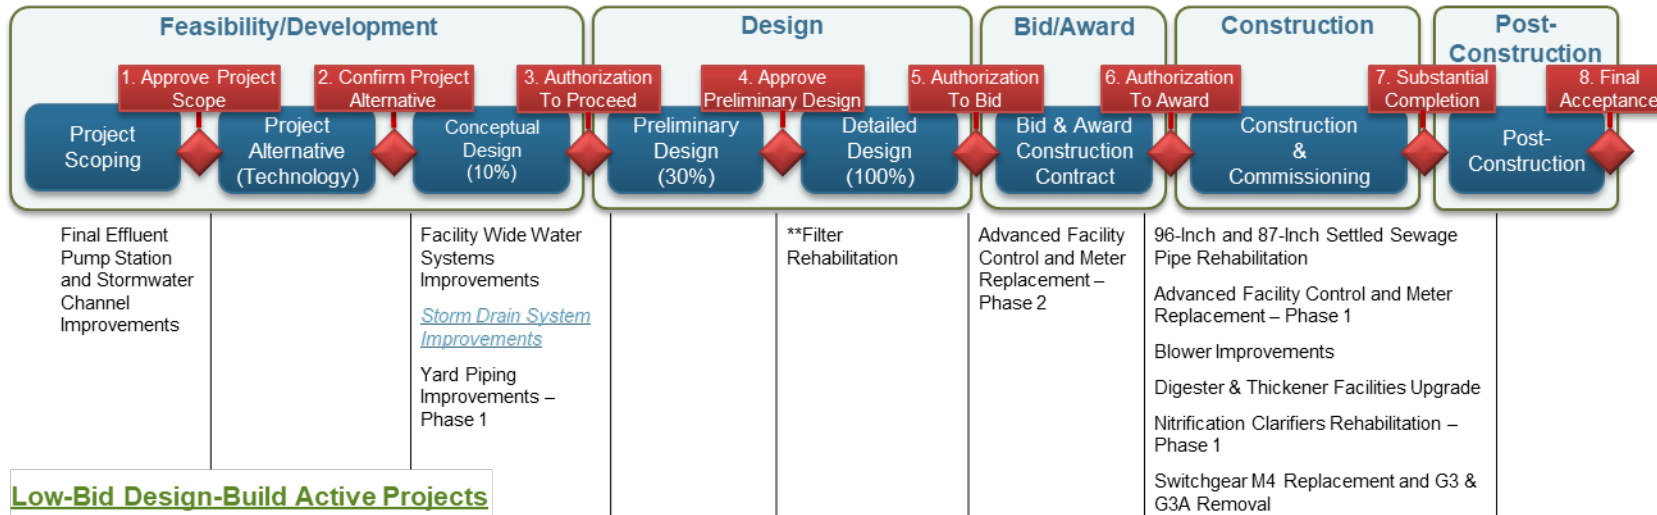 Feasibility/Development
Design
Bid/Award
Construction
Post-
Construction
1. Approve Project
Scope
2. Confirm Project
Alternative
3. Authorization
To Proceed
4. Approve
Preliminary Design
5. Authorization
To Bid
6. Authorization
To Award
7. Substantial
Completion
8. Final
Acceptance
Project
Scoping
Project
Alternative
(Technology)
Conceptual
Design
(10%)
Preliminary
Design
(30%)
Detailed
Design
(100%)
Bid & Award
Construction
Contract
Construction
&
Commissioning
Post-
Construction
Final Effluent
Pump Station
and Stormwater
Channel
Improvements
Facility Wide Water
Systems
Improvements
Storm Drain System
Improvements
Yard Piping
Improvements –
Phase 1
**Filter
Rehabilitation
Advanced Facility
Control and Meter
Replacement –
Phase 2
96-Inch and 87-Inch Settled Sewage
Pipe Rehabilitation
Advanced Facility Control and Meter
Replacement – Phase 1
Blower Improvements
Digester & Thickener Facilities Upgrade
Nitrification Clarifiers Rehabilitation –
Phase 1
Switchgear M4 Replacement and G3 &
G3A Removal
Low-Bid Design-Build Active Projects